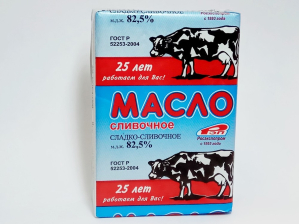 м.д.ж. 82,5%
ГОСТ Р
52253-2004
25 лет
работаем для Вас!
МАСЛО
сливочное
СЛАДКО-СЛИВОЧНОЕ
м.д.ж. 82,5%
ГОСТ Р
52253-2004
25 лет
работаем для Вас!